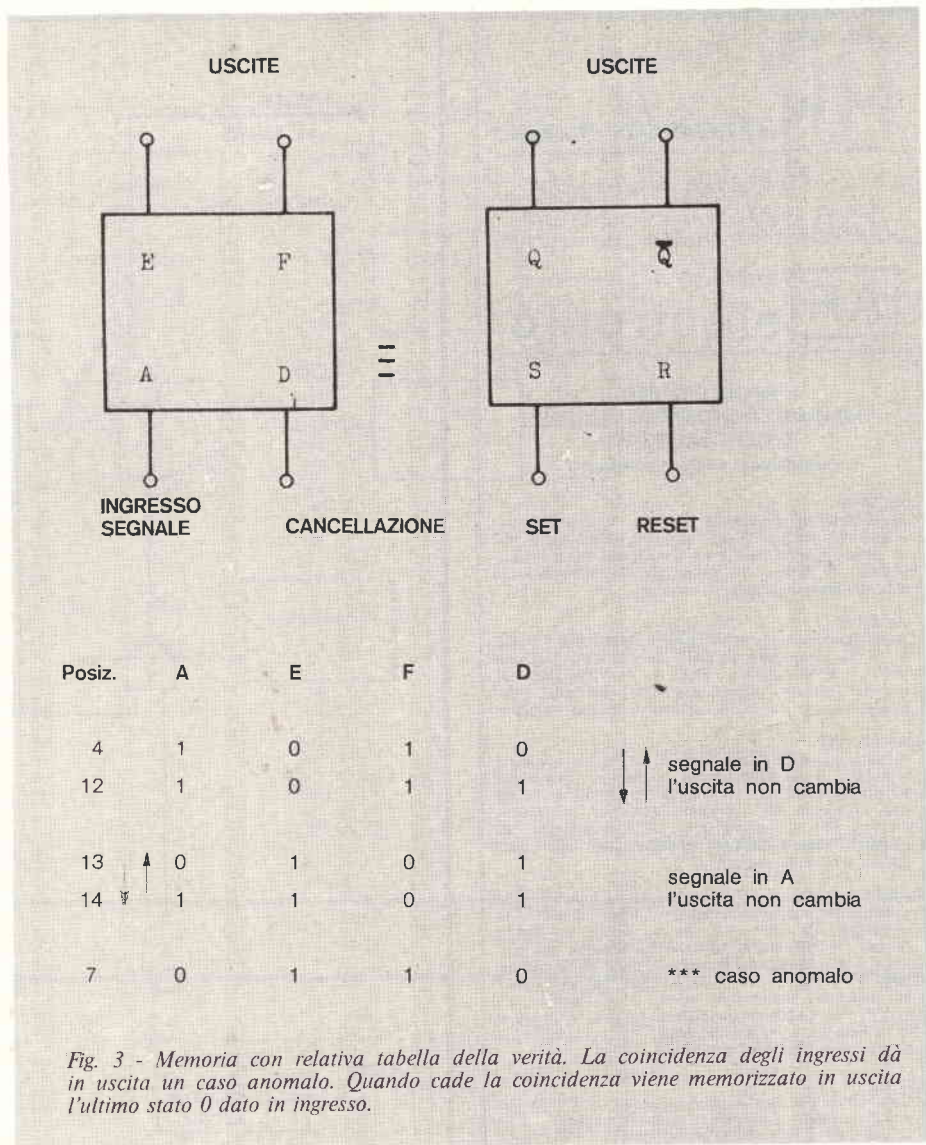 USCITE USCITE
E F Q Q̅
A D = S R
INGRESSO
SEGNALE CANCELLAZIONE SET RESET
Posiz. A E F D
4 1 0 1 0
segnale in D
12 1 0 1 1 l'uscita non cambia
13 0 1 0 1
segnale in A
14 1 1 0 1 l'uscita non cambia
7 0 1 1 0 *** caso anomalo
Fig. 3 - Memoria con relativa tabella della verità. La coincidenza degli ingressi dà
in uscita un caso anomalo. Quando cade la coincidenza viene memorizzato in uscita
l'ultimo stato 0 dato in ingresso.